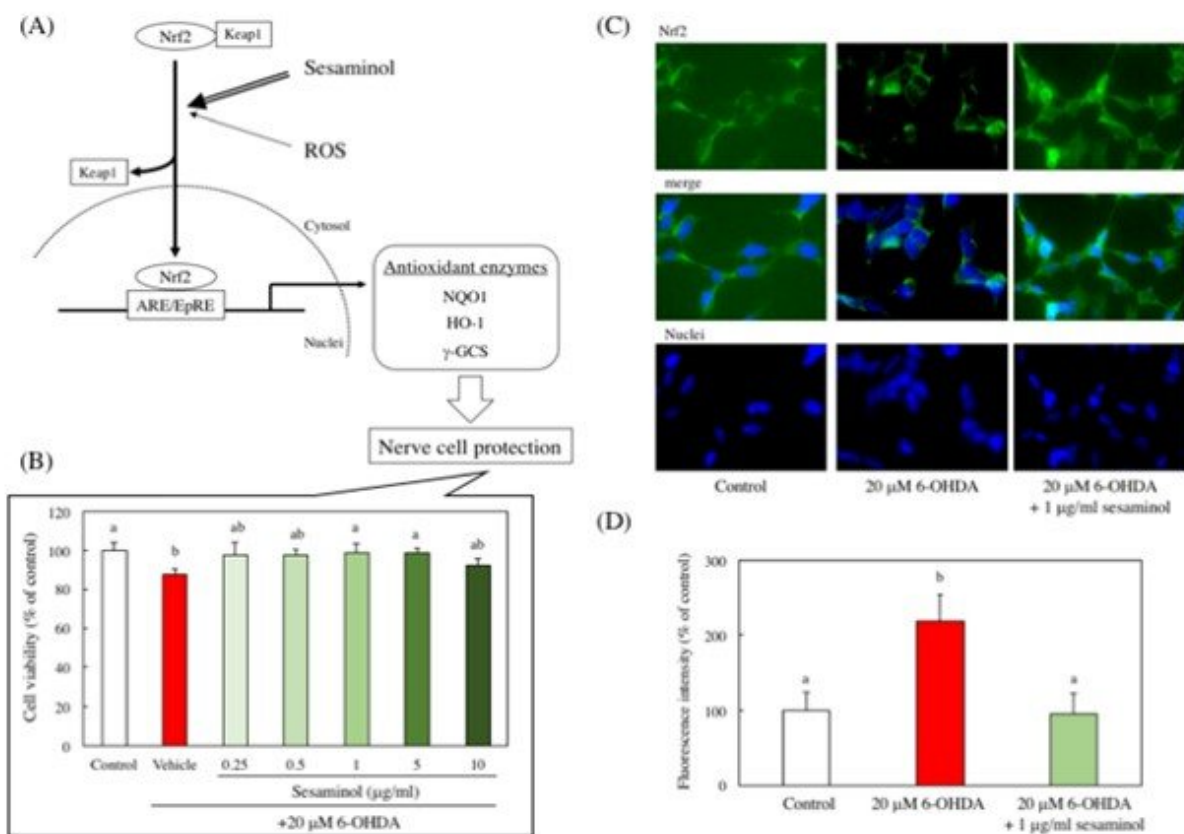 (A)
Nrf2
Keap1
Sesaminol
ROS
Keap1
Cytosol
Nrf2
ARE/EpRE
Nuclei
Antioxidant enzymes
NQO1
HO-1
γ-GCS
Nerve cell protection
(B)
Cell viability (% of control)
120
100
80
60
40
20
0
a
b
ab
ab
a
a
ab
Control
Vehicle
0.25
0.5
1
5
10
Sesaminol (μg/ml)
+20 μM 6-OHDA
(C)
Nrf2
merge
Nuclei
Control
20 μM 6-OHDA
20 μM 6-OHDA
+ 1 μg/ml sesaminol
(D)
Fluorescence intensity (% of control)
300
200
100
0
a
b
a
Control
20 μM 6-OHDA
20 μM 6-OHDA
+ 1 μg/ml sesaminol